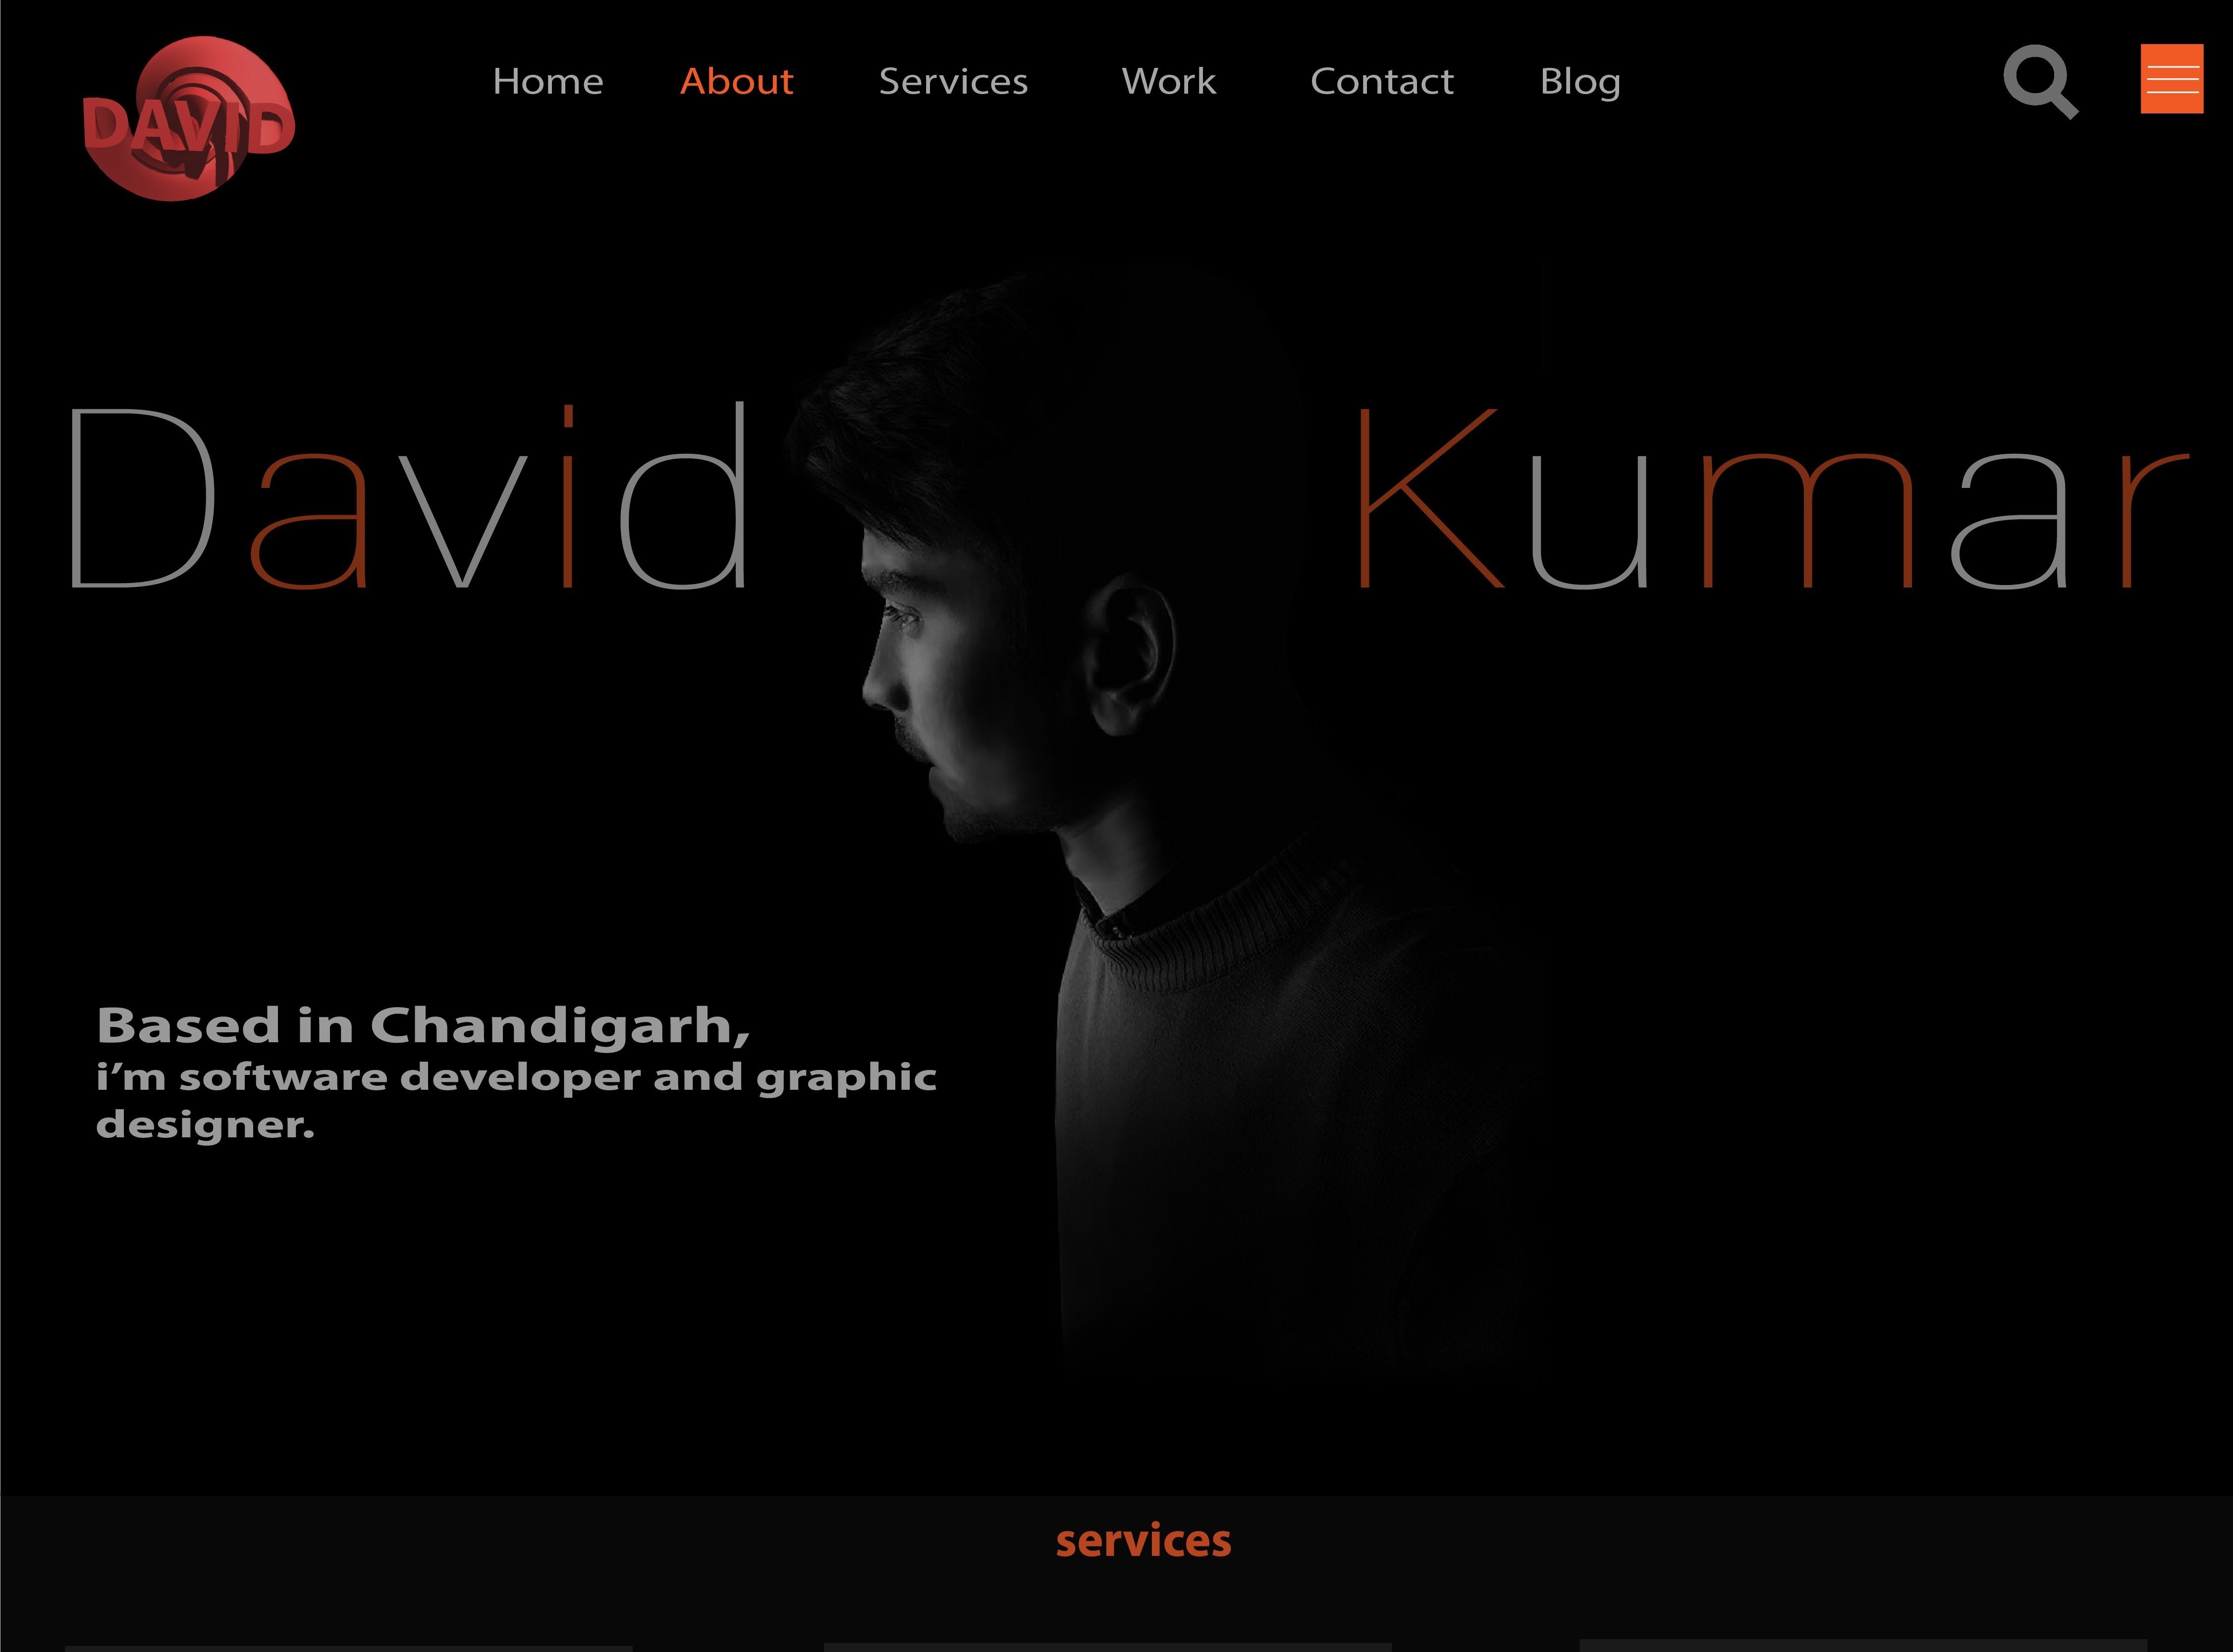 DAVID
Home About Services Work Contact Blog
David Kumar
Based in Chandigarh,
i’m software developer and graphic
designer.
services